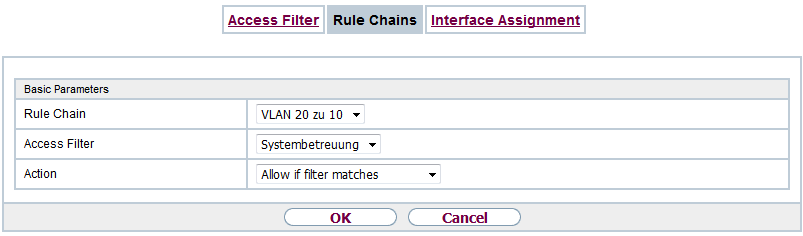 Access Filter Rule Chains Interface Assignment
Basic Parameters
Rule Chain VLAN 20 zu 10
Access Filter Systembetreuung
Action Allow if filter matches
OK Cancel